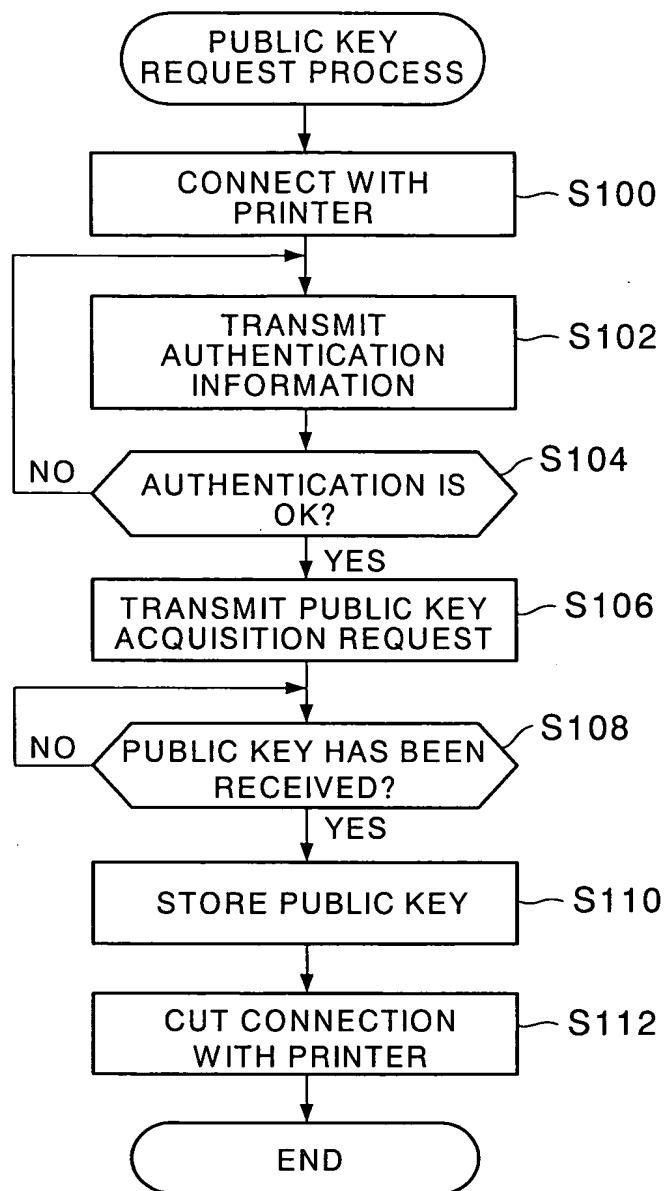 PUBLIC KEY
REQUEST PROCESS
CONNECT WITH
PRINTER
S100
TRANSMIT
AUTHENTICATION
INFORMATION
S102
S104
NO
AUTHENTICATION IS
OK?
YES
TRANSMIT PUBLIC KEY
ACQUISITION REQUEST
S106
S108
NO
PUBLIC KEY HAS BEEN
RECEIVED?
YES
STORE PUBLIC KEY
S110
CUT CONNECTION
WITH PRINTER
S112
END